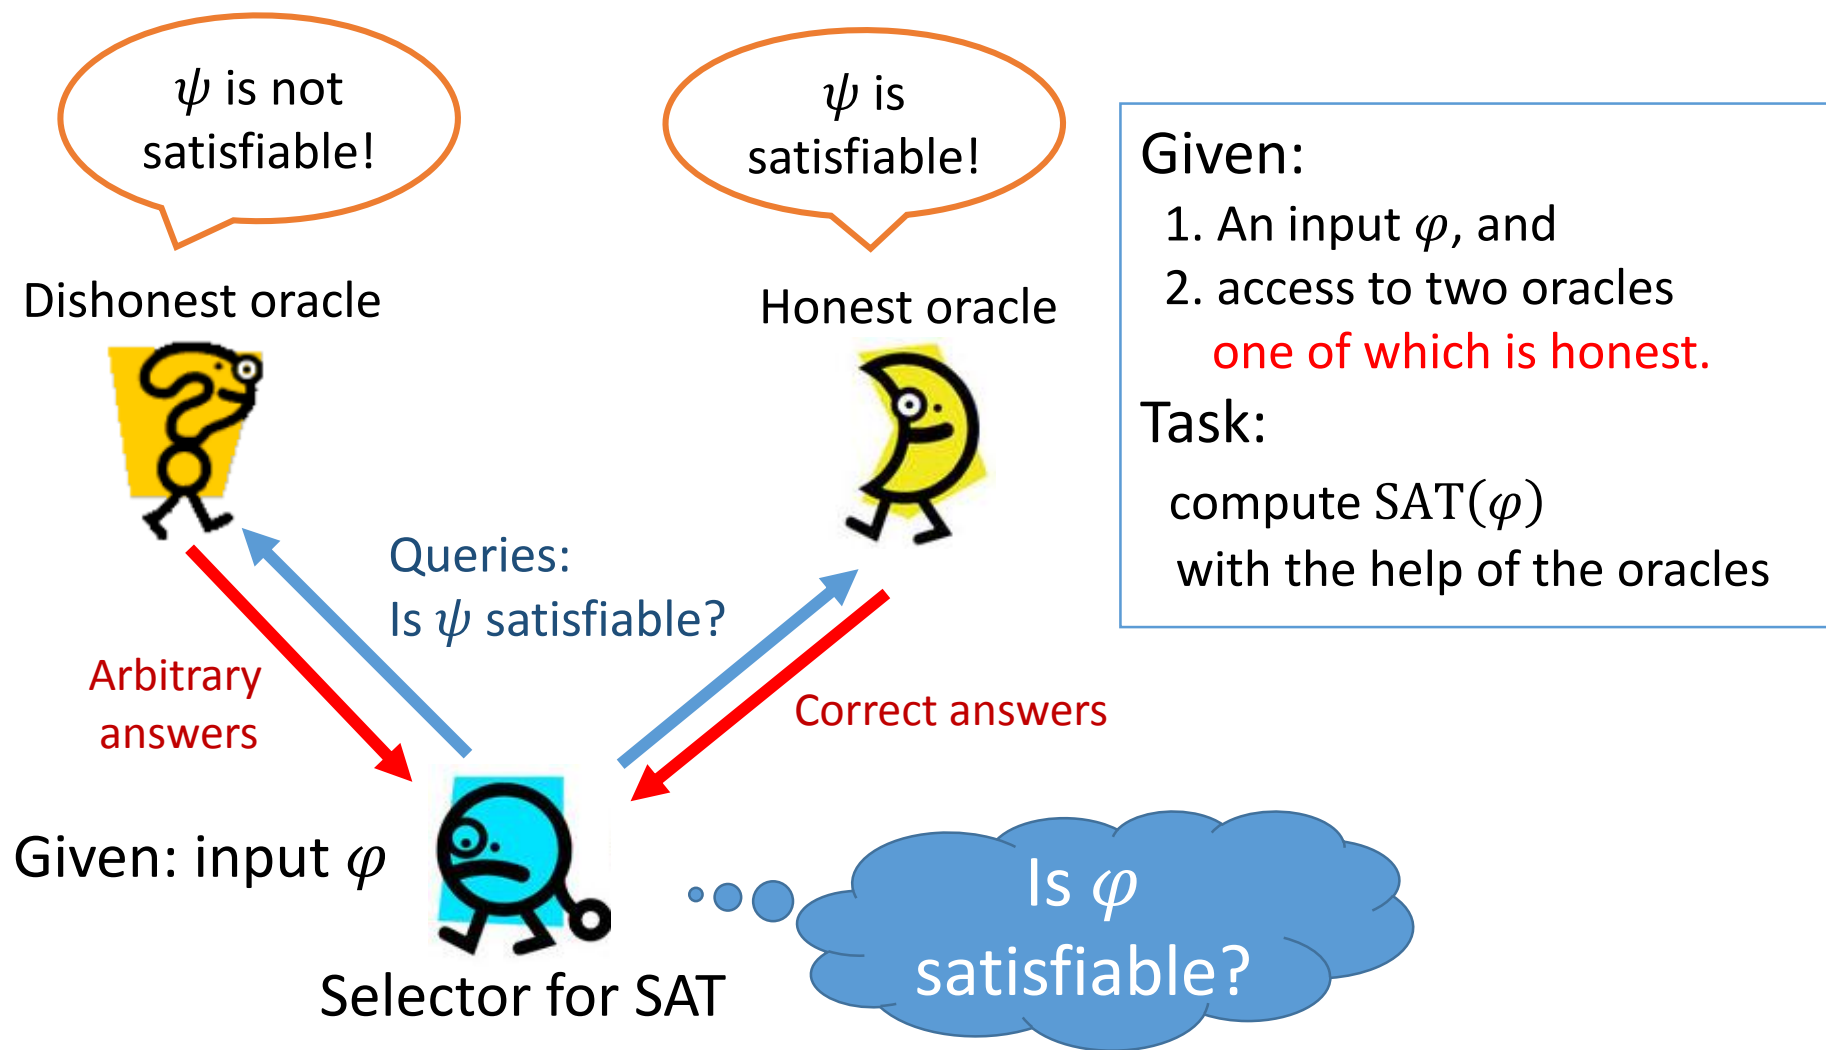 𝜓 is not
satisfiable!
𝜓 is
satisfiable!
Dishonest oracle
Honest oracle
Given:
1. An input 𝜑, and
2. access to two oracles
one of which is honest.
Task:
compute SAT(𝜑)
with the help of the oracles
Queries:
Is 𝜓 satisfiable?
Arbitrary
answers
Correct answers
Given: input 𝜑
Selector for SAT
Is 𝜑
satisfiable?